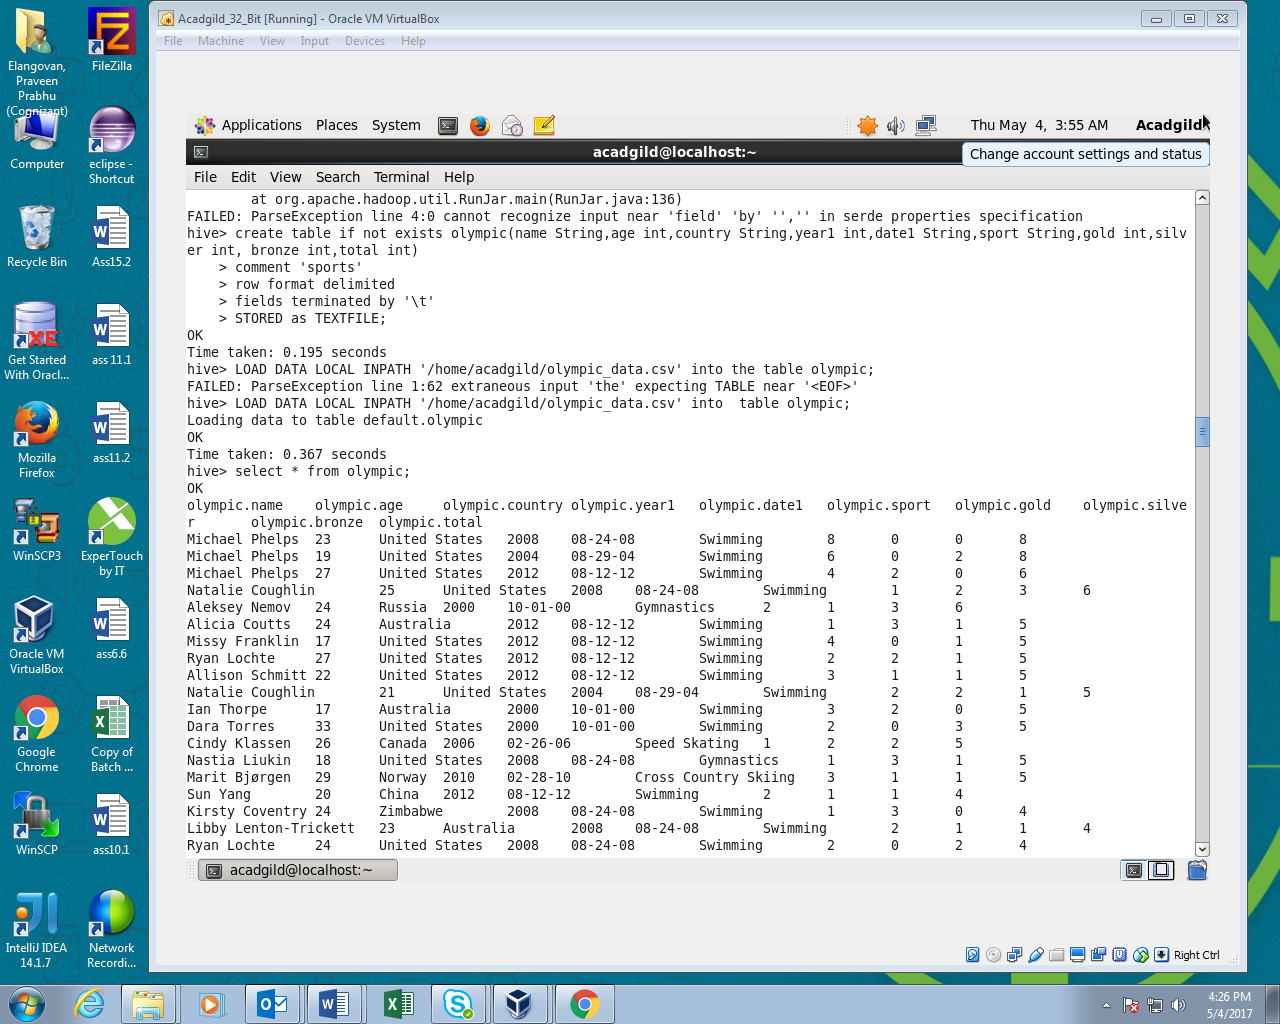 Acadgild_32_Bit [Running] - Oracle VM VirtualBox
File Machine View Input Devices Help
Elangovan,
Praveen
Prabhu
(Cognizant)
FileZilla
Computer
eclipse -
Shortcut
Recycle Bin
Ass15.2
Get Started
With Oracl...
ass 11.1
Mozilla
Firefox
ass11.2
WinSCP3
ExperTouch
by IT
Oracle VM
VirtualBox
ass6.6
Google
Chrome
Copy of
Batch ...
WinSCP
ass10.1
IntelliJ IDEA
14.1.7
Network
Recordi...
Applications Places System Thu May 4, 3:55 AM Acadgild
acadgild@localhost:~
Change account settings and status
File Edit View Search Terminal Help
at org.apache.hadoop.util.RunJar.main(RunJar.java:136)
FAILED: ParseException line 4:0 cannot recognize input near 'field' 'by' '','' in serde properties specification
hive> create table if not exists olympic(name String,age int,country String,year1 int,date1 String,sport String,gold int,silv
er int, bronze int,total int)
> comment 'sports'
> row format delimited
> fields terminated by '\t'
> STORED as TEXTFILE;
OK
Time taken: 0.195 seconds
hive> LOAD DATA LOCAL INPATH '/home/acadgild/olympic_data.csv' into the table olympic;
FAILED: ParseException line 1:62 extraneous input 'the' expecting TABLE near '<EOF>'
hive> LOAD DATA LOCAL INPATH '/home/acadgild/olympic_data.csv' into  table olympic;
Loading data to table default.olympic
OK
Time taken: 0.367 seconds
hive> select * from olympic;
OK
olympic.name olympic.age olympic.country olympic.year1 olympic.date1 olympic.sport olympic.gold olympic.silve
r olympic.bronze olympic.total
Michael Phelps 23 United States 2008 08-24-08 Swimming 8 0 0 8
Michael Phelps 19 United States 2004 08-29-04 Swimming 6 0 2 8
Michael Phelps 27 United States 2012 08-12-12 Swimming 4 2 0 6
Natalie Coughlin 25 United States 2008 08-24-08 Swimming 1 2 3 6
Aleksey Nemov 24 Russia 2000 10-01-00 Gymnastics 2 1 3 6
Alicia Coutts 24 Australia 2012 08-12-12 Swimming 1 3 1 5
Missy Franklin 17 United States 2012 08-12-12 Swimming 4 0 1 5
Ryan Lochte 27 United States 2012 08-12-12 Swimming 2 2 1 5
Allison Schmitt 22 United States 2012 08-12-12 Swimming 3 1 1 5
Natalie Coughlin 21 United States 2004 08-29-04 Swimming 2 2 1 5
Ian Thorpe 17 Australia 2000 10-01-00 Swimming 3 2 0 5
Dara Torres 33 United States 2000 10-01-00 Swimming 2 0 3 5
Cindy Klassen 26 Canada 2006 02-26-06 Speed Skating 1 2 2 5
Nastia Liukin 18 United States 2008 08-24-08 Gymnastics 1 3 1 5
Marit Bjørgen 29 Norway 2010 02-28-10 Cross Country Skiing 3 1 1 5
Sun Yang 20 China 2012 08-12-12 Swimming 2 1 1 4
Kirsty Coventry 24 Zimbabwe 2008 08-24-08 Swimming 1 3 0 4
Libby Lenton-Trickett 23 Australia 2008 08-24-08 Swimming 2 1 1 4
Ryan Lochte 24 United States 2008 08-24-08 Swimming 2 0 2 4
acadgild@localhost:~
Right Ctrl
4:26 PM
5/4/2017